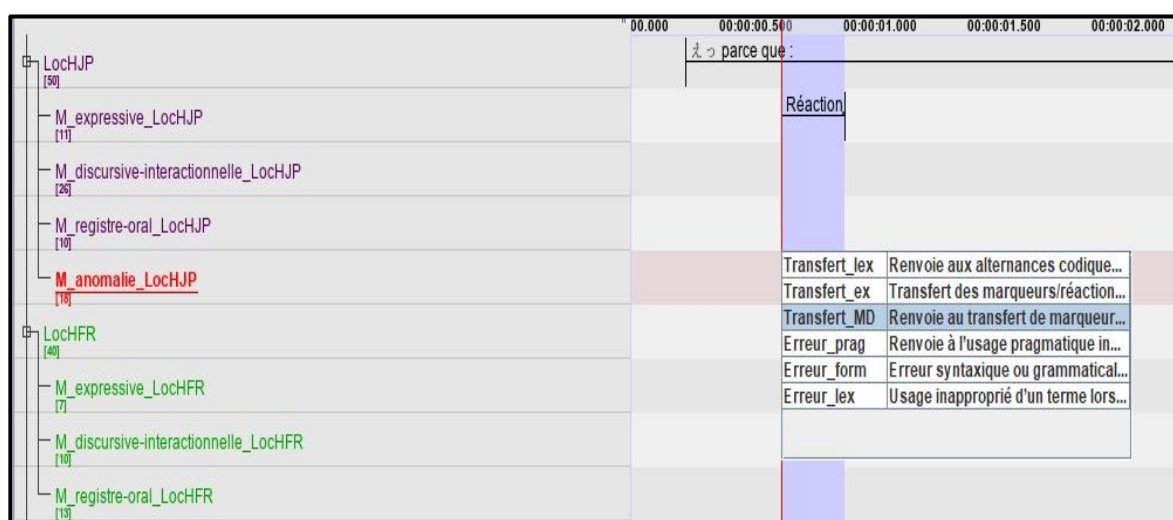 00.000 00:00:00.500 00:00:01.000 00:00:01.500 00:00:02.000
えっ parce que :
LocHJP
[50]
Réaction
M_expressive_LocHJP
[11]
M_discursive-interactionnelle_LocHJP
[26]
M_registre-oral_LocHJP
[10]
M_anomalie_LocHJP
[18]
Transfert_lex Renvoie aux alternances codique...
Transfert_ex Transfert des marqueurs/réaction...
Transfert_MD Renvoie au transfert de marqueur...
Erreur_prag Renvoie à l'usage pragmatique in...
Erreur_form Erreur syntaxique ou grammatical...
Erreur_lex Usage inapproprié d'un terme lors...
LocHFR
[40]
M_expressive_LocHFR
[7]
M_discursive-interactionnelle_LocHFR
[10]
M_registre-oral_LocHFR
[13]